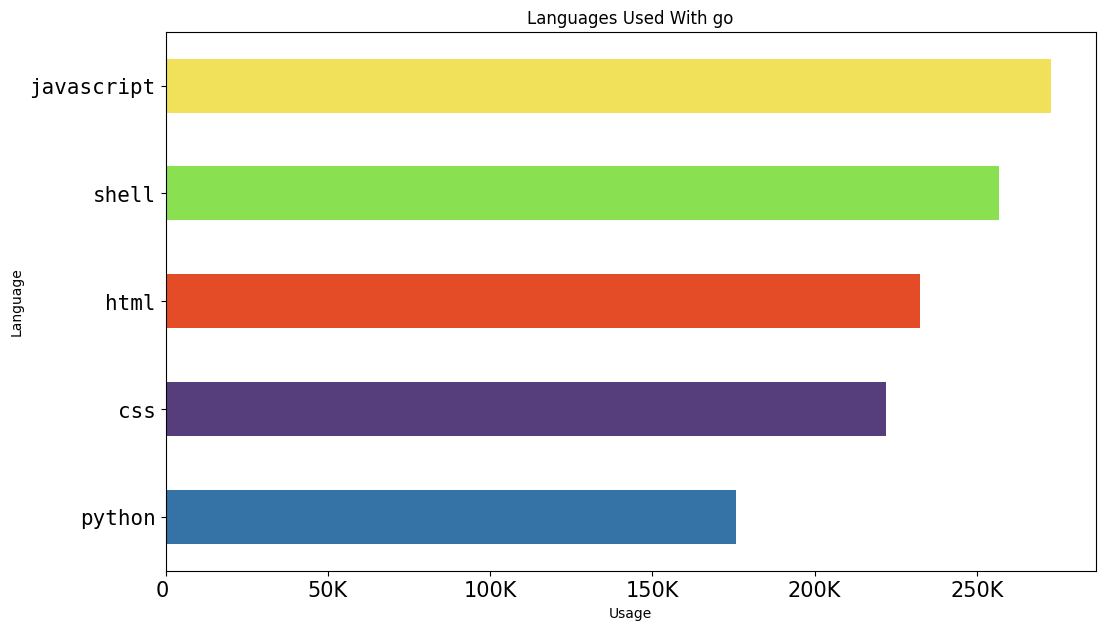 Languages Used With go
javascript
shell
html
css
python
Language
0 50K 100K 150K 200K 250K
Usage